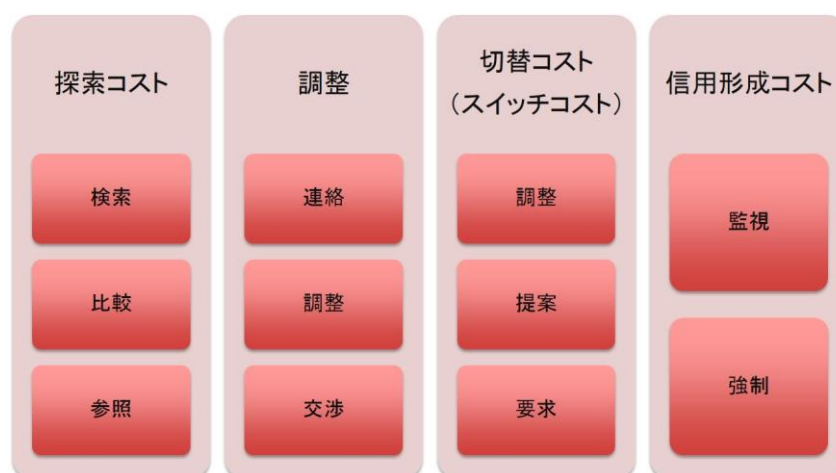 探索コスト
検索
比較
参照
調整
連絡
調整
交渉
切替コスト
（スイッチコスト）
調整
提案
要求
信用形成コスト
監視
強制